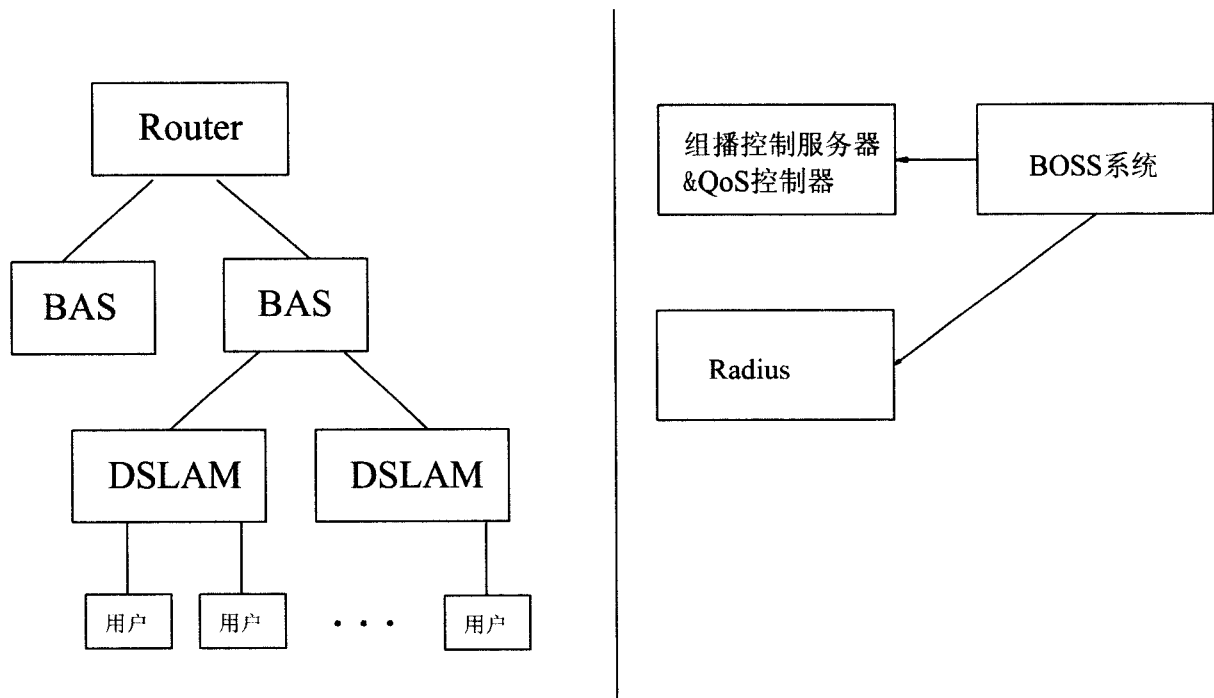 Router
BAS
BAS
DSLAM
DSLAM
用户
用户
...
用户
组播控制服务器
&QoS控制器
BOSS系统
Radius